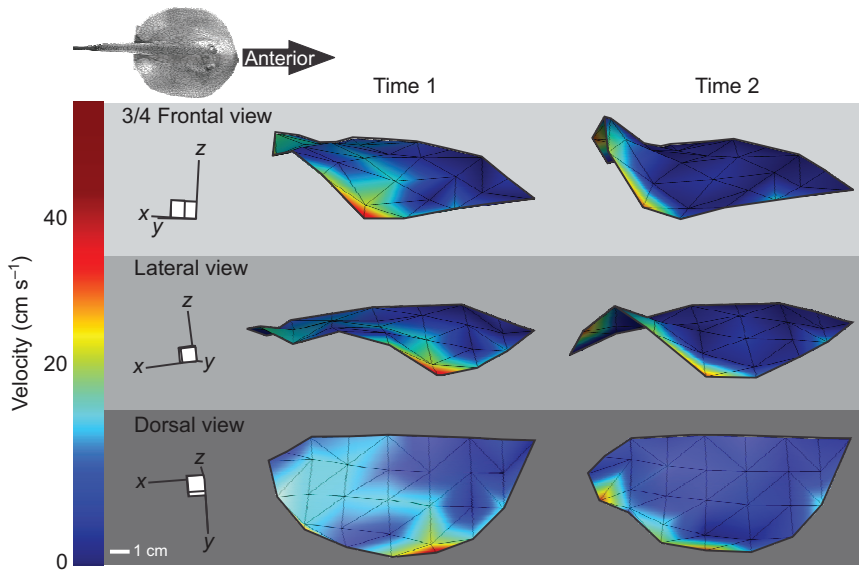 Anterior
Time 1 Time 2
3/4 Frontal view
z
x
y
Lateral view
z
x
y
Dorsal view
z
x
y
1 cm
Velocity (cm s⁻¹)
40
20
0